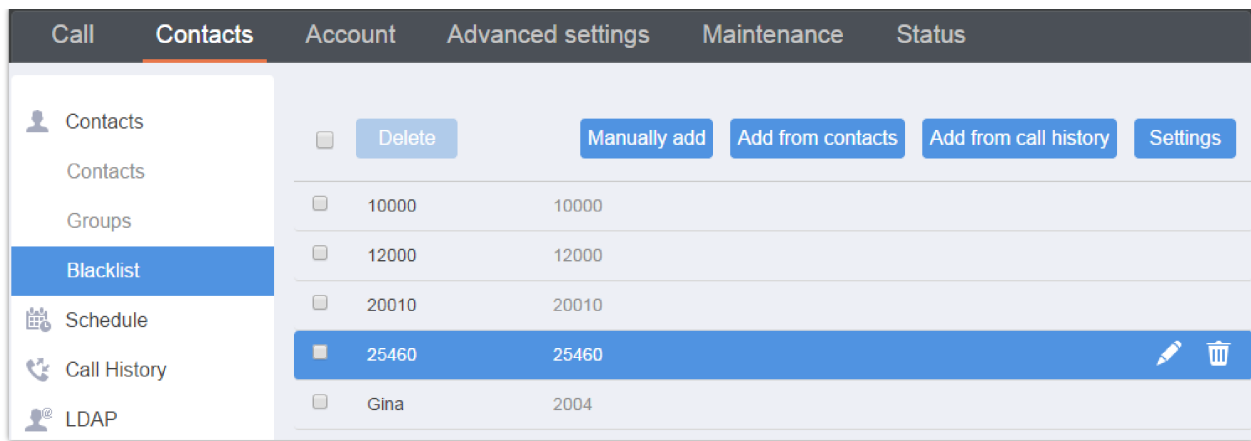 Call Contacts Account Advanced settings Maintenance Status
Contacts
Contacts
Groups
Blacklist
Schedule
Call History
LDAP
Delete Manually add Add from contacts Add from call history Settings
10000 10000
12000 12000
20010 20010
25460 25460
Gina 2004